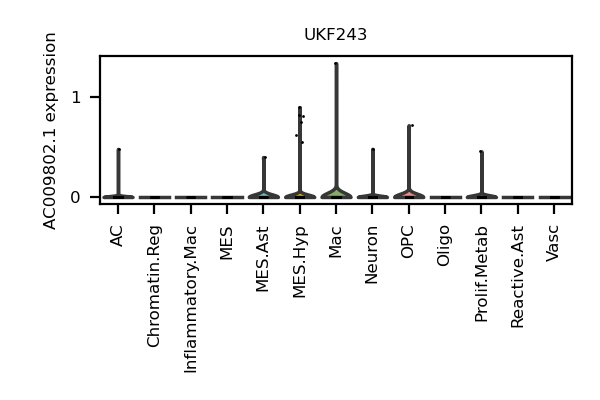 UKF243
AC009802.1 expression
1
0
AC
Chromatin.Reg
Inflammatory.Mac
MES
MES.Ast
MES.Hyp
Mac
Neuron
OPC
Oligo
Prolif.Metab
Reactive.Ast
Vasc